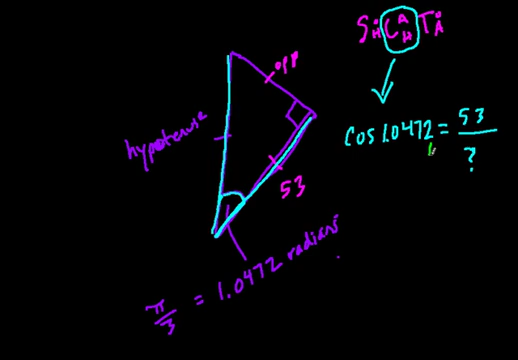 SOH CAH TOA
opp
hypotenuse
cos 1.0472 = 53 / ?
53
π/3 = 1.0472 radians